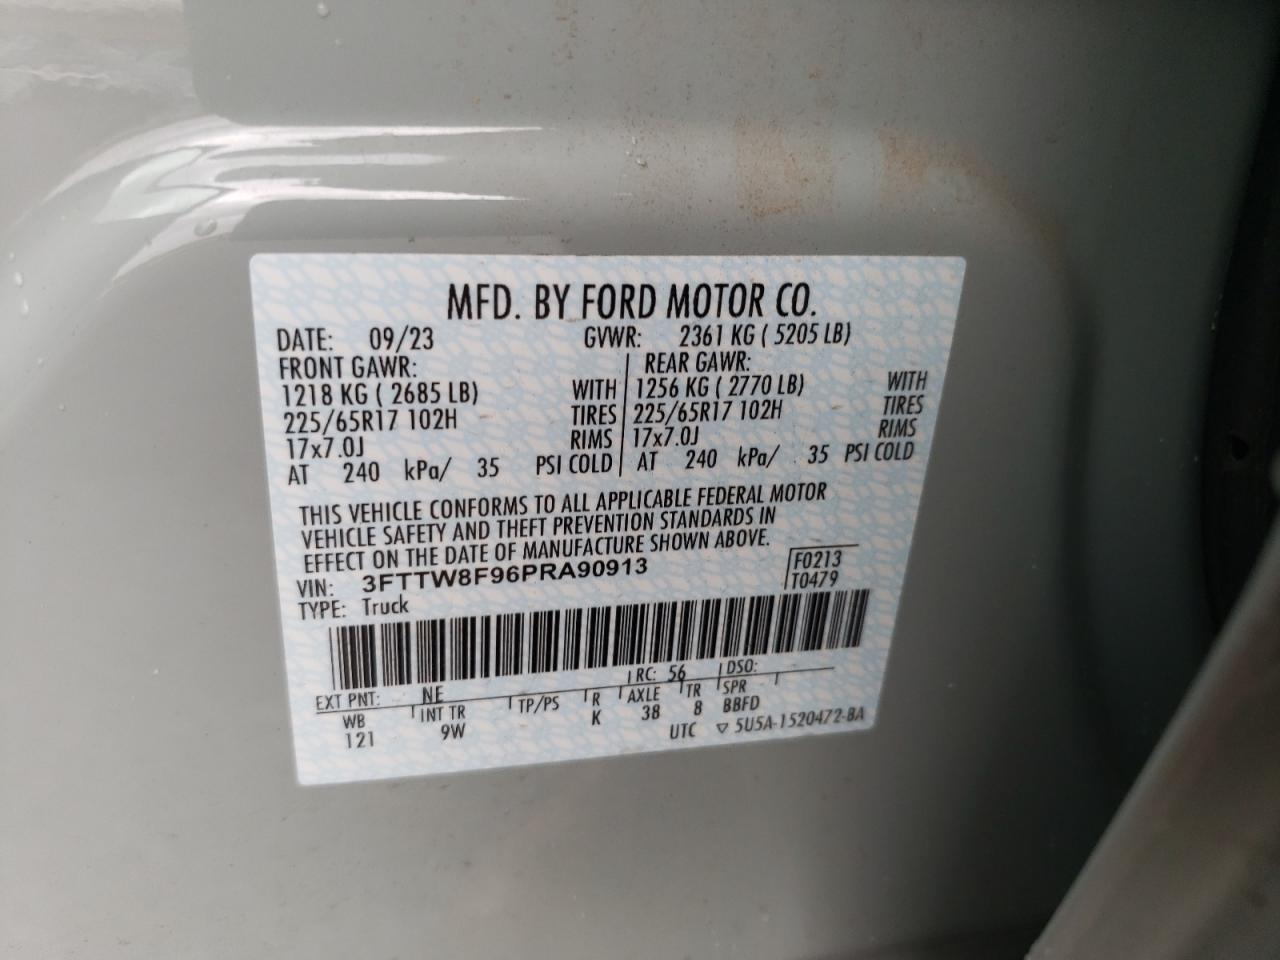 MFD. BY FORD MOTOR CO.
DATE: 09/23 GVWR: 2361 KG ( 5205 LB)
FRONT GAWR: REAR GAWR:
1218 KG ( 2685 LB) WITH 1256 KG ( 2770 LB) WITH
225/65R17 102H TIRES 225/65R17 102H TIRES
17x7.0J RIMS 17x7.0J RIMS
AT 240 kPa/ 35 PSI COLD AT 240 kPa/ 35 PSI COLD
THIS VEHICLE CONFORMS TO ALL APPLICABLE FEDERAL MOTOR
VEHICLE SAFETY AND THEFT PREVENTION STANDARDS IN
EFFECT ON THE DATE OF MANUFACTURE SHOWN ABOVE.
VIN: 3FTTW8F96PRA90913 F0213
TYPE: Truck T0479
EXT PNT: NE RC: 56 DSO:
WB INT TR TP/PS R AXLE TR SPR
121 9W K 38 8 BBFD
UTC ▽ 5U5A-1520472-BA